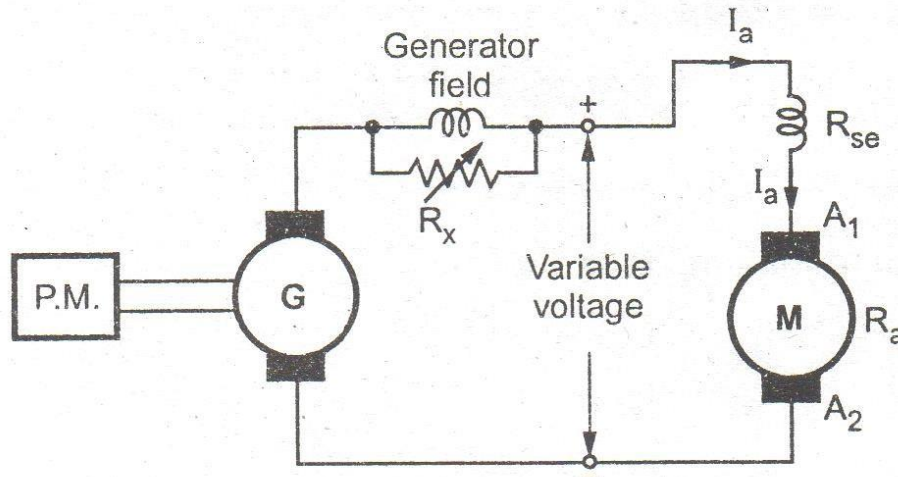 I_a
Generator
field
+
R_se
I_a
R_x
A_1
P.M.
G
Variable
voltage
M
R_a
A_2